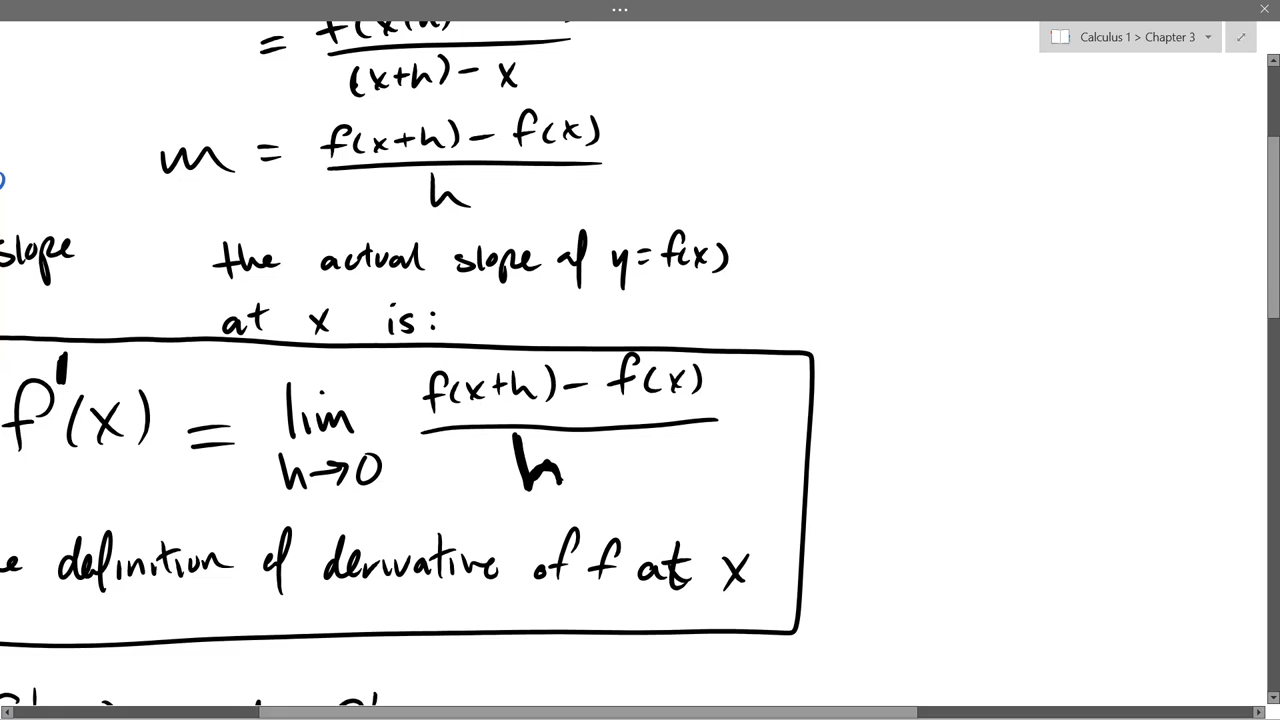 Calculus 1 > Chapter 3
=
(x+h) - x
m = f(x+h) - f(x)
h
slope
the actual slope of y = f(x)
at x is:
f'(x) = lim f(x+h) - f(x)
h→0 h
definition of derivative of f at x